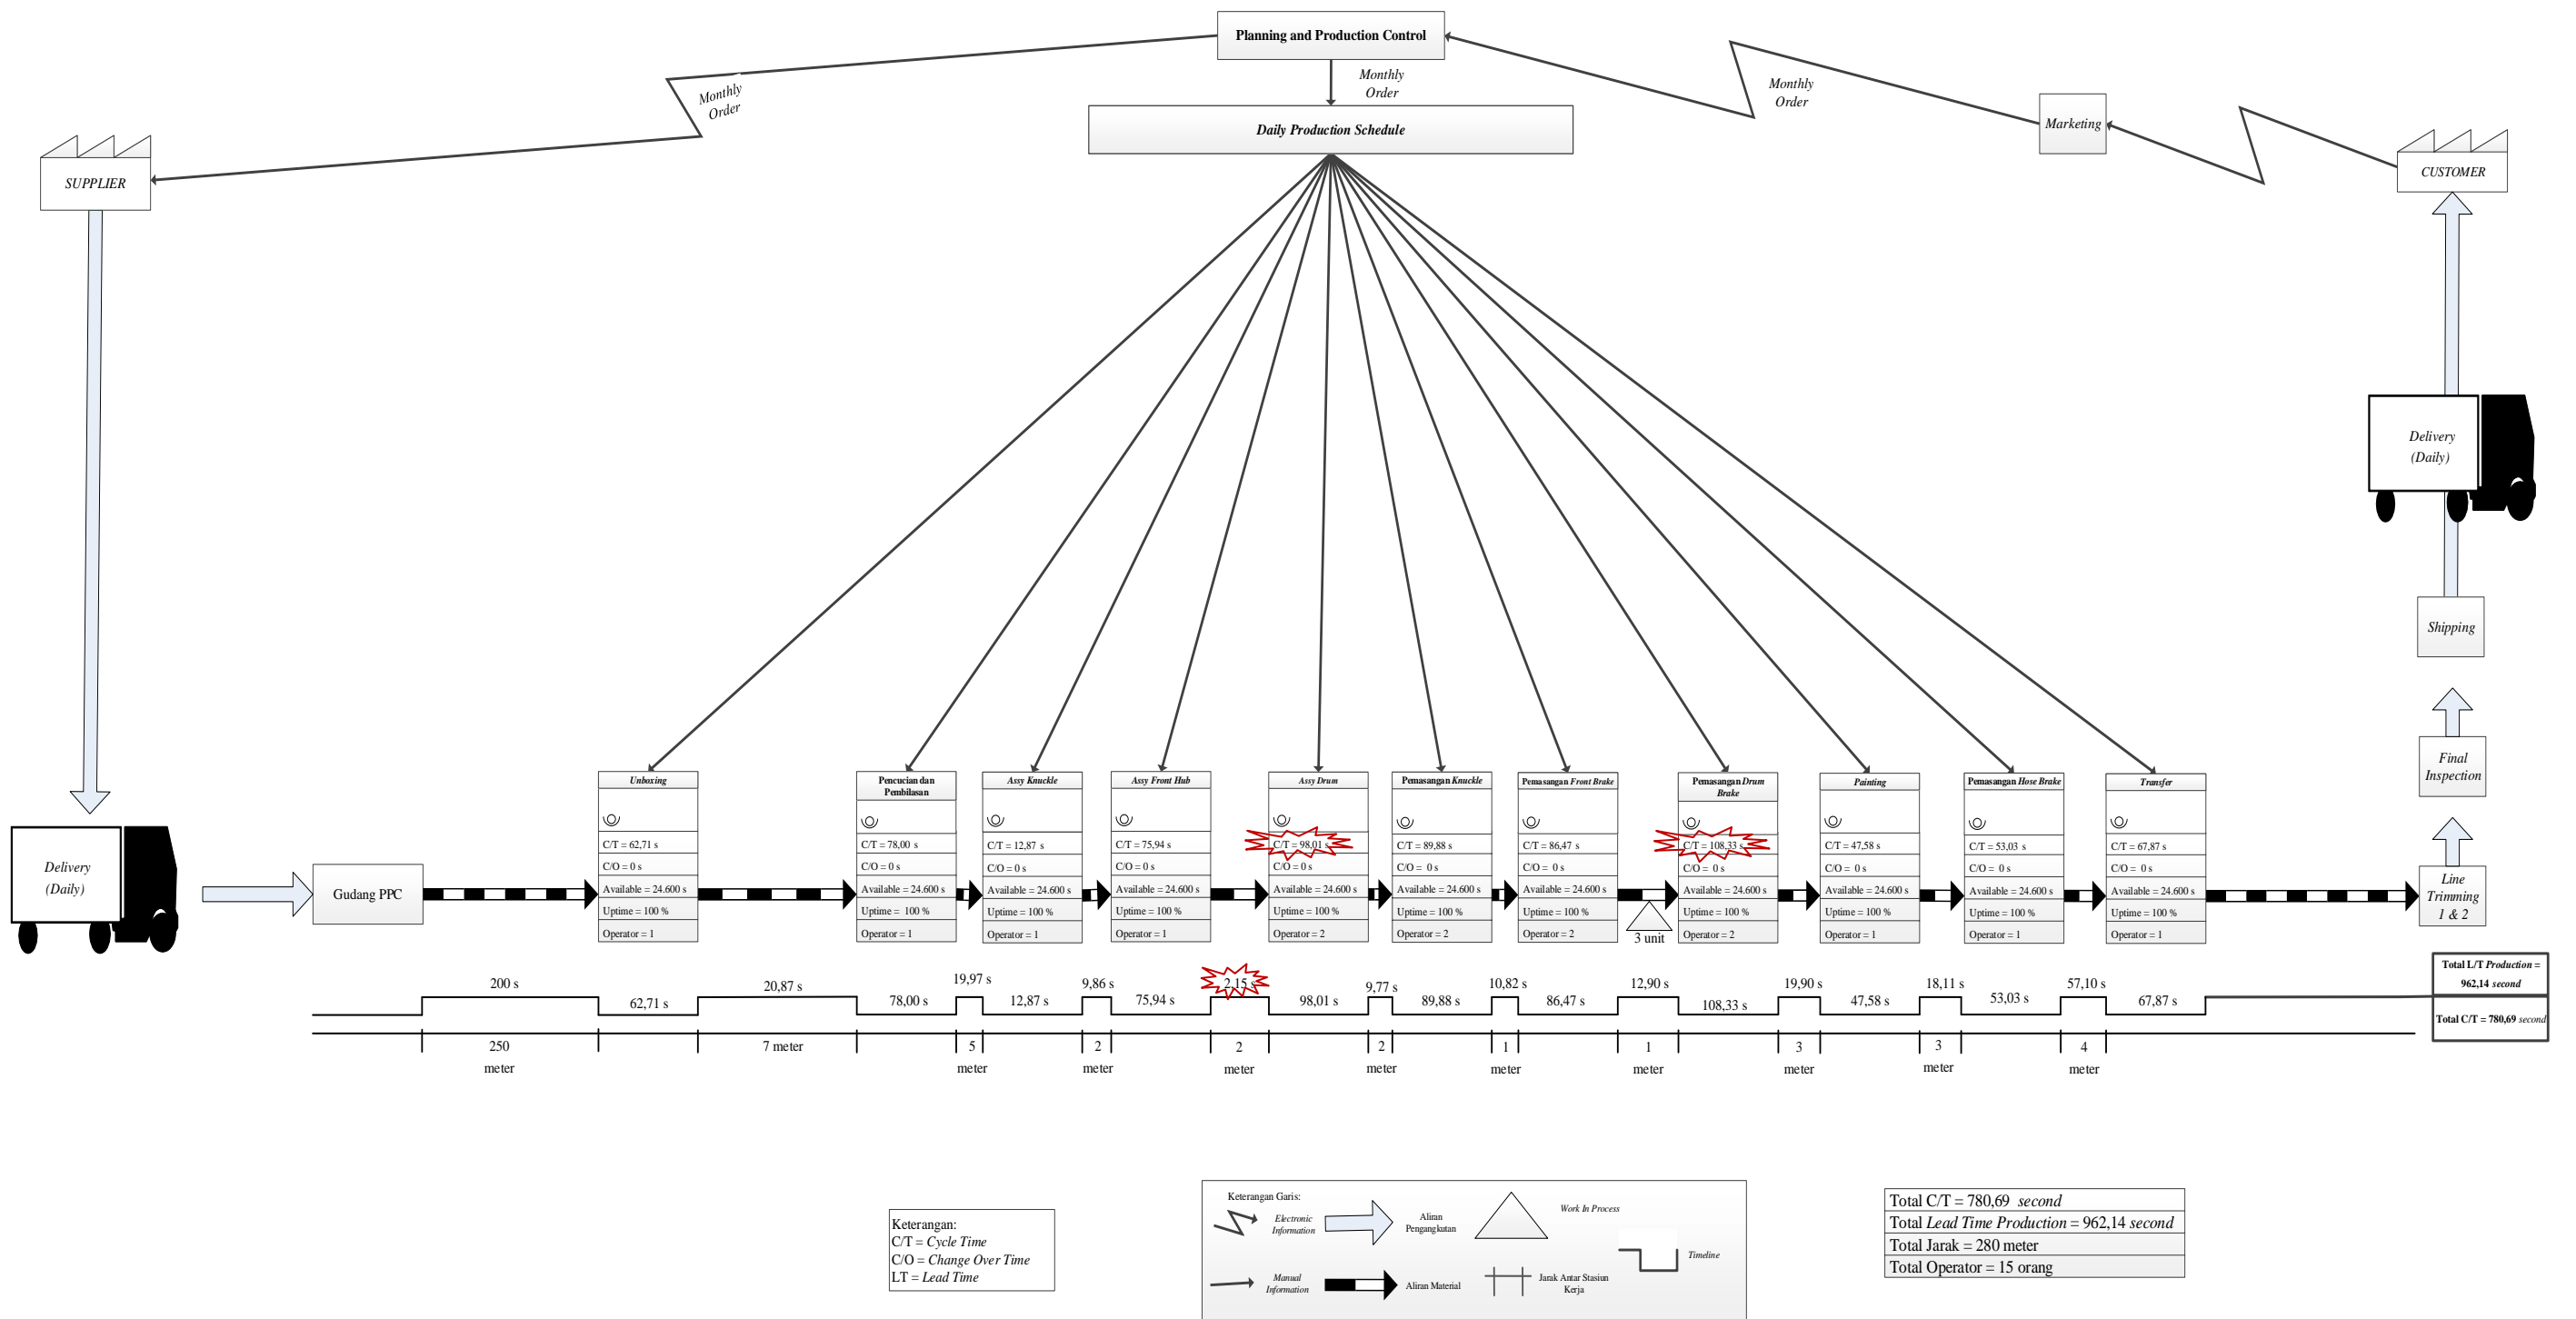 Planning and Production Control
Monthly
Order
Monthly
Order
Monthly
Order
Daily Production Schedule
Marketing
SUPPLIER
CUSTOMER
Delivery
(Daily)
Shipping
Final
Inspection
Line
Trimming
1 & 2
Delivery
(Daily)
Gudang PPC
Unboxing
C/T = 62,71 s
C/O = 0 s
Available = 24.600 s
Uptime = 100 %
Operator = 1
Pencucian dan
Pembilasan
C/T = 78,00 s
C/O = 0 s
Available = 24.600 s
Uptime = 100 %
Operator = 1
Assy Knuckle
C/T = 12,87 s
C/O = 0 s
Available = 24.600 s
Uptime = 100 %
Operator = 1
Assy Front Hub
C/T = 75,94 s
C/O = 0 s
Available = 24.600 s
Uptime = 100 %
Operator = 1
Assy Drum
C/T = 98,01 s
C/O = 0 s
Available = 24.600 s
Uptime = 100 %
Operator = 2
Pemasangan Knuckle
C/T = 89,88 s
C/O = 0 s
Available = 24.600 s
Uptime = 100 %
Operator = 2
Pemasangan Front Brake
C/T = 86,47 s
C/O = 0 s
Available = 24.600 s
Uptime = 100 %
Operator = 2
3 unit
Pemasangan Drum
Brake
C/T = 108,33 s
C/O = 0 s
Available = 24.600 s
Uptime = 100 %
Operator = 2
Painting
C/T = 47,58 s
C/O = 0 s
Available = 24.600 s
Uptime = 100 %
Operator = 1
Pemasangan Hose Brake
C/T = 53,03 s
C/O = 0 s
Available = 24.600 s
Uptime = 100 %
Operator = 1
Transfer
C/T = 67,87 s
C/O = 0 s
Available = 24.600 s
Uptime = 100 %
Operator = 1
200 s
62,71 s
20,87 s
78,00 s
19,97 s
12,87 s
9,86 s
75,94 s
2,15 s
98,01 s
9,77 s
89,88 s
10,82 s
86,47 s
12,90 s
108,33 s
19,90 s
47,58 s
18,11 s
53,03 s
57,10 s
67,87 s
Total L/T Production =
962,14 second
Total C/T = 780,69 second
250
meter
7 meter
5
meter
2
meter
2
meter
2
meter
1
meter
1
meter
3
meter
3
meter
4
meter
Keterangan:
C/T = Cycle Time
C/O = Change Over Time
LT = Lead Time
Keterangan Garis:
Electronic
Information
Aliran
Pengangkutan
Work In Process
Timeline
Manual
Information
Aliran Material
Jarak Antar Stasiun
Kerja
Total C/T = 780,69 second
Total Lead Time Production = 962,14 second
Total Jarak = 280 meter
Total Operator = 15 orang